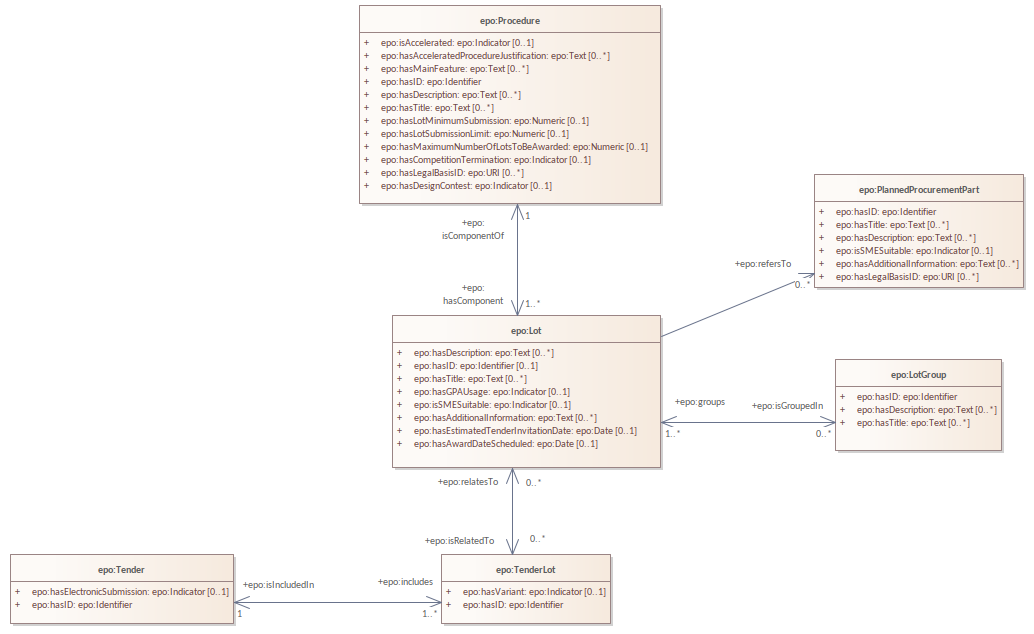 epo:Procedure
+ epo:isAccelerated: epo:Indicator [0..1]
+ epo:hasAcceleratedProcedureJustification: epo:Text [0..*]
+ epo:hasMainFeature: epo:Text [0..*]
+ epo:hasID: epo:Identifier
+ epo:hasDescription: epo:Text [0..*]
+ epo:hasTitle: epo:Text [0..*]
+ epo:hasLotMinimumSubmission: epo:Numeric [0..1]
+ epo:hasLotSubmissionLimit: epo:Numeric [0..1]
+ epo:hasMaximumNumberOfLotsToBeAwarded: epo:Numeric [0..1]
+ epo:hasCompetitionTermination: epo:Indicator [0..1]
+ epo:hasLegalBasisID: epo:URI [0..*]
+ epo:hasDesignContest: epo:Indicator [0..1]
epo:PlannedProcurementPart
+ epo:hasID: epo:Identifier
+ epo:hasTitle: epo:Text [0..*]
+ epo:hasDescription: epo:Text [0..*]
+ epo:isSMESuitable: epo:Indicator [0..1]
+ epo:hasAdditionalInformation: epo:Text [0..*]
+ epo:hasLegalBasisID: epo:URI [0..*]
+epo:
isComponentOf
1
+epo:refersTo
0..*
+epo:
hasComponent
1..*
epo:Lot
+ epo:hasDescription: epo:Text [0..*]
+ epo:hasID: epo:Identifier [0..1]
+ epo:hasTitle: epo:Text [0..*]
+ epo:hasGPAUsage: epo:Indicator [0..1]
+ epo:isSMESuitable: epo:Indicator [0..1]
+ epo:hasAdditionalInformation: epo:Text [0..*]
+ epo:hasEstimatedTenderInvitationDate: epo:Date [0..1]
+ epo:hasAwardDateScheduled: epo:Date [0..1]
+epo:groups
1..*
+epo:isGroupedIn
0..*
epo:LotGroup
+ epo:hasID: epo:Identifier
+ epo:hasDescription: epo:Text [0..*]
+ epo:hasTitle: epo:Text [0..*]
+epo:relatesTo
0..*
+epo:isRelatedTo
0..*
epo:Tender
+ epo:hasElectronicSubmission: epo:Indicator [0..1]
+ epo:hasID: epo:Identifier
+epo:isIncludedIn
1
+epo:includes
1..*
epo:TenderLot
+ epo:hasVariant: epo:Indicator [0..1]
+ epo:hasID: epo:Identifier